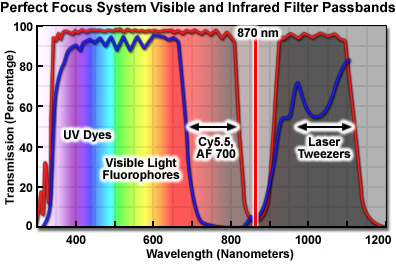 Perfect Focus System Visible and Infrared Filter Passbands
870 nm
Transmission (Percentage)
100
80
60
40
20
0
UV Dyes
Visible Light
Fluorophores
Cy5.5,
AF 700
Laser
Tweezers
400
600
800
1000
1200
Wavelength (Nanometers)